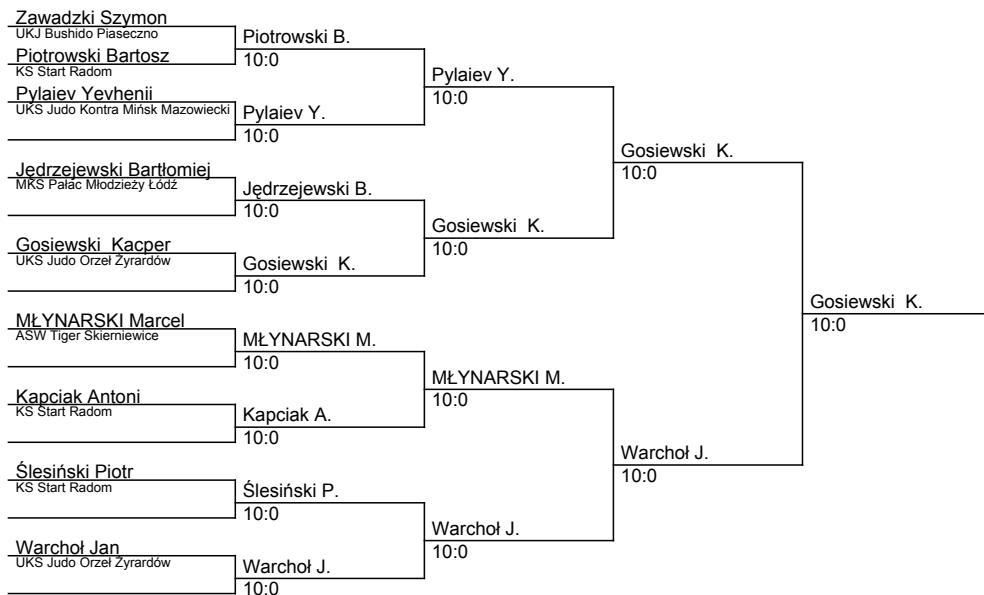 Zawadzki Szymon
UKJ Bushido Piaseczno
Piotrowski Bartosz
KS Start Radom
Pylaiev Yevhenii
UKS Judo Kontra Mińsk Mazowiecki
Jędrzejewski Bartłomiej
MKS Pałac Młodzieży Łódź
Gosiewski  Kacper
UKS Judo Orzeł Żyrardów
MŁYNARSKI Marcel
ASW Tiger Skierniewice
Kapciak Antoni
KS Start Radom
Ślesiński Piotr
KS Start Radom
Warchoł Jan
UKS Judo Orzeł Żyrardów
Piotrowski B.
10:0
Pylaiev Y.
10:0
Jędrzejewski B.
10:0
Gosiewski  K.
10:0
MŁYNARSKI M.
10:0
Kapciak A.
10:0
Ślesiński P.
10:0
Warchoł J.
10:0
Pylaiev Y.
10:0
Gosiewski  K.
10:0
MŁYNARSKI M.
10:0
Warchoł J.
10:0
Gosiewski  K.
10:0
Warchoł J.
10:0
Gosiewski  K.
10:0